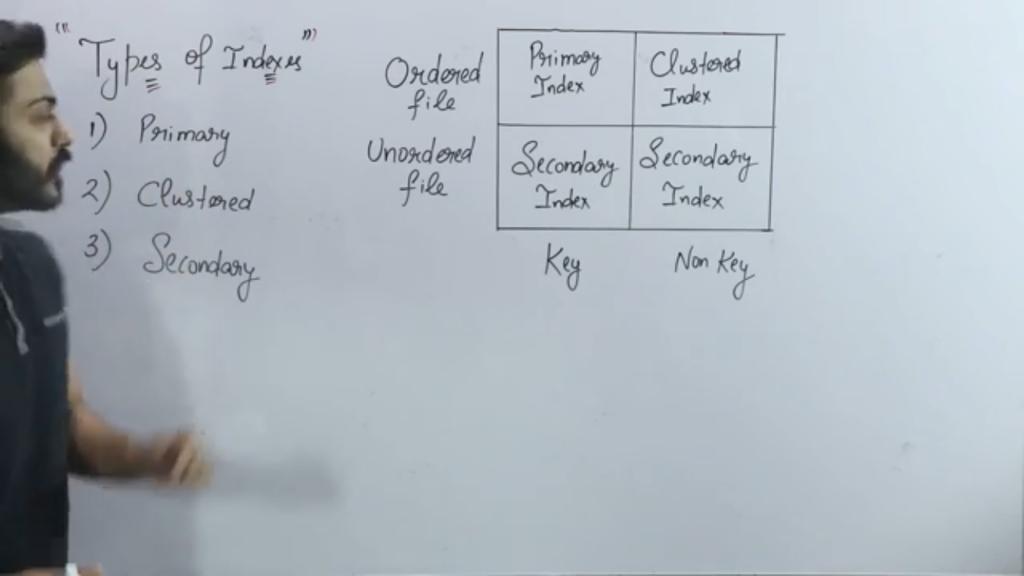 "Types of Indexes"
1) Primary
2) Clustered
3) Secondary
Ordered file
Unordered file
Primary Index
Clustered Index
Secondary Index
Secondary Index
Key
Non Key